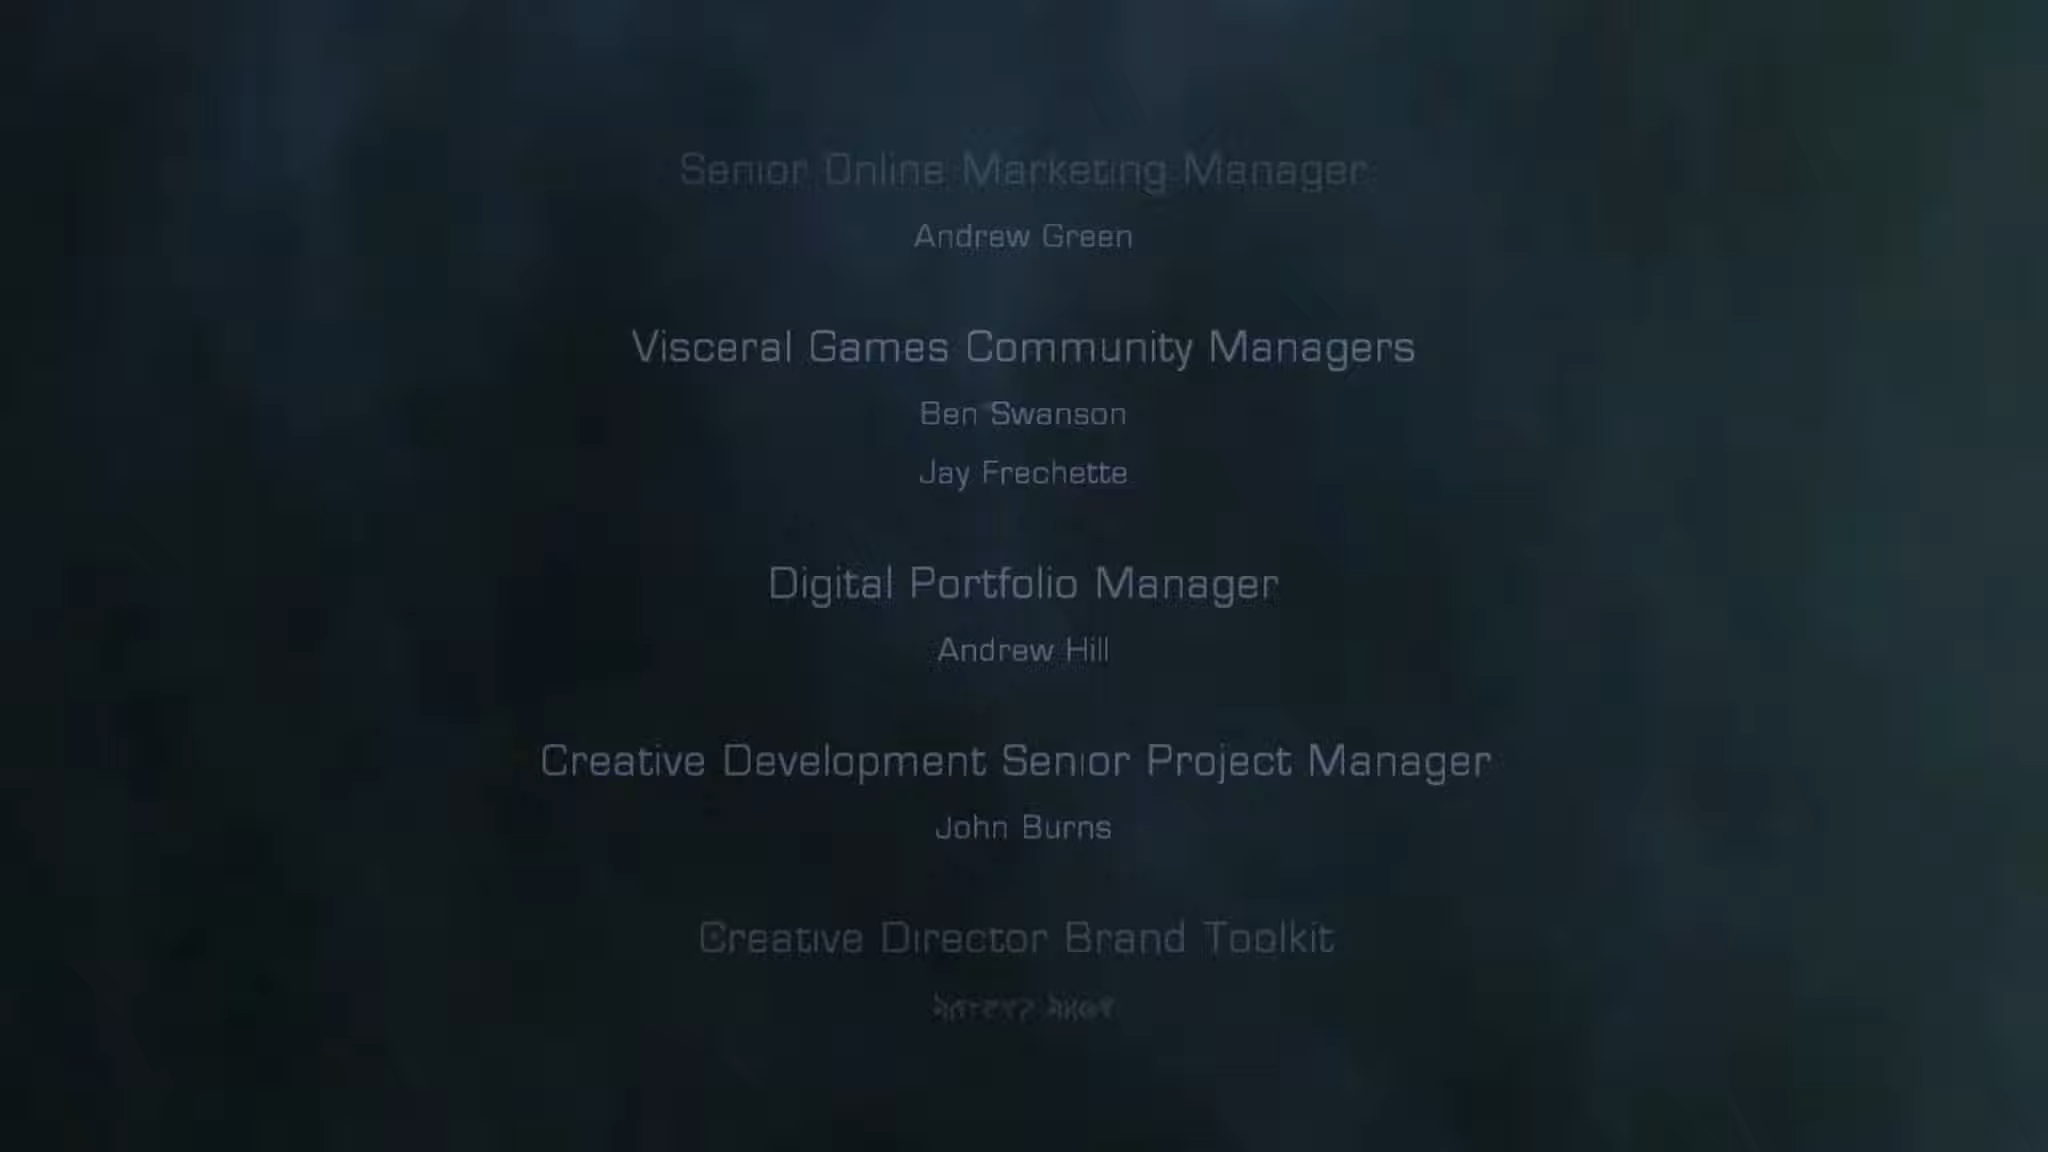 Senior Online Marketing Manager
Andrew Green
Visceral Games Community Managers
Ben Swanson
Jay Frechette
Digital Portfolio Manager
Andrew Hill
Creative Development Senior Project Manager
John Burns
Creative Director Brand Toolkit